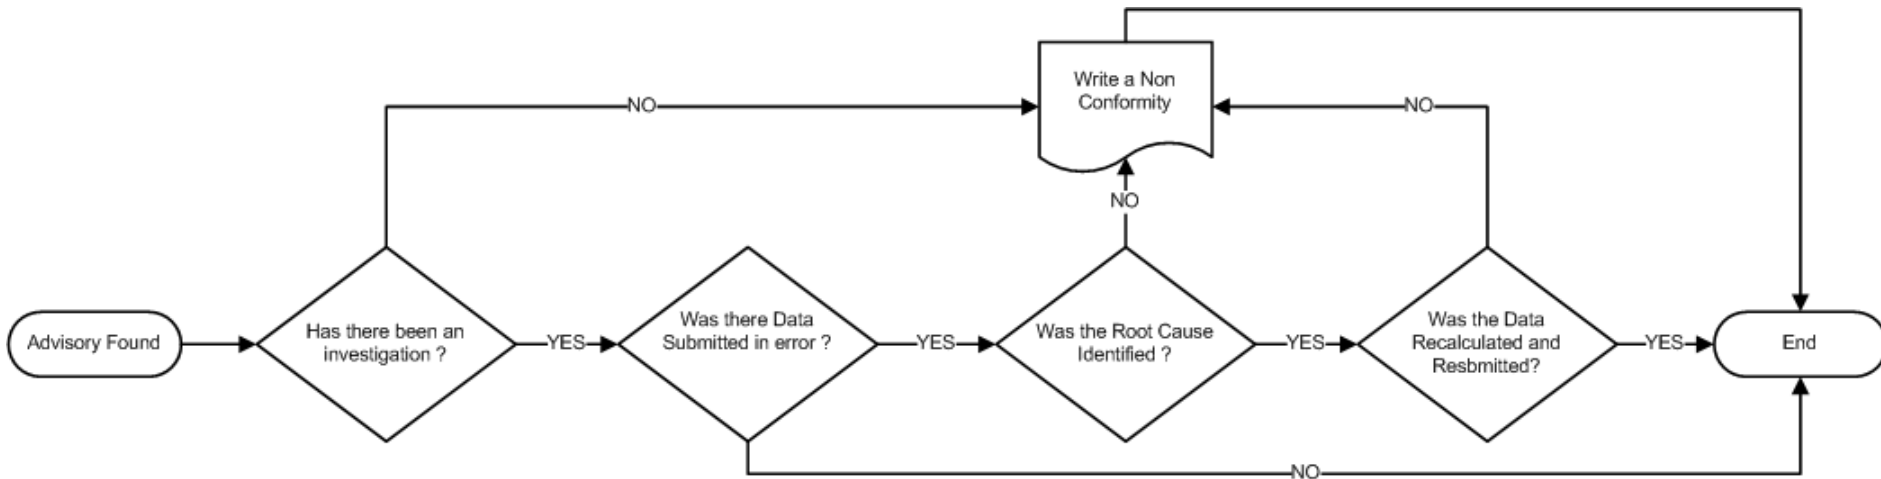 Write a Non
Conformity
NO
NO
NO
Advisory Found
Has there been an
investigation ?
YES
Was there Data
Submitted in error ?
YES
Was the Root Cause
Identified ?
YES
Was the Data
Recalculated and
Resbmitted?
YES
End
NO